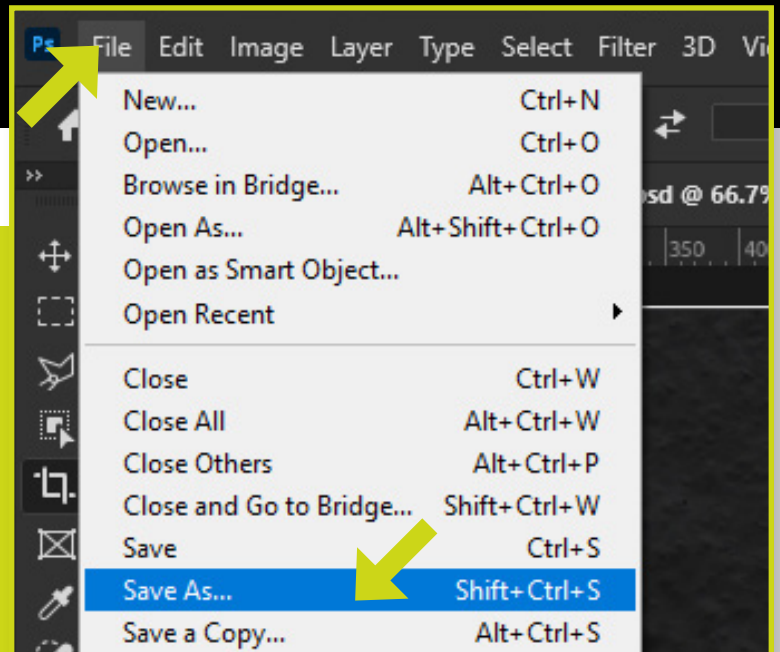 Ps File Edit Image Layer Type Select Filter 3D
New... Ctrl+N
Open... Ctrl+O
Browse in Bridge... Alt+Ctrl+O
sd @ 66.7%
Open As... Alt+Shift+Ctrl+O
350 40
Open as Smart Object...
Open Recent
Close Ctrl+W
Close All Alt+Ctrl+W
Close Others Alt+Ctrl+P
Close and Go to Bridge... Shift+Ctrl+W
Save Ctrl+S
Save As... Shift+Ctrl+S
Save a Copy... Alt+Ctrl+S